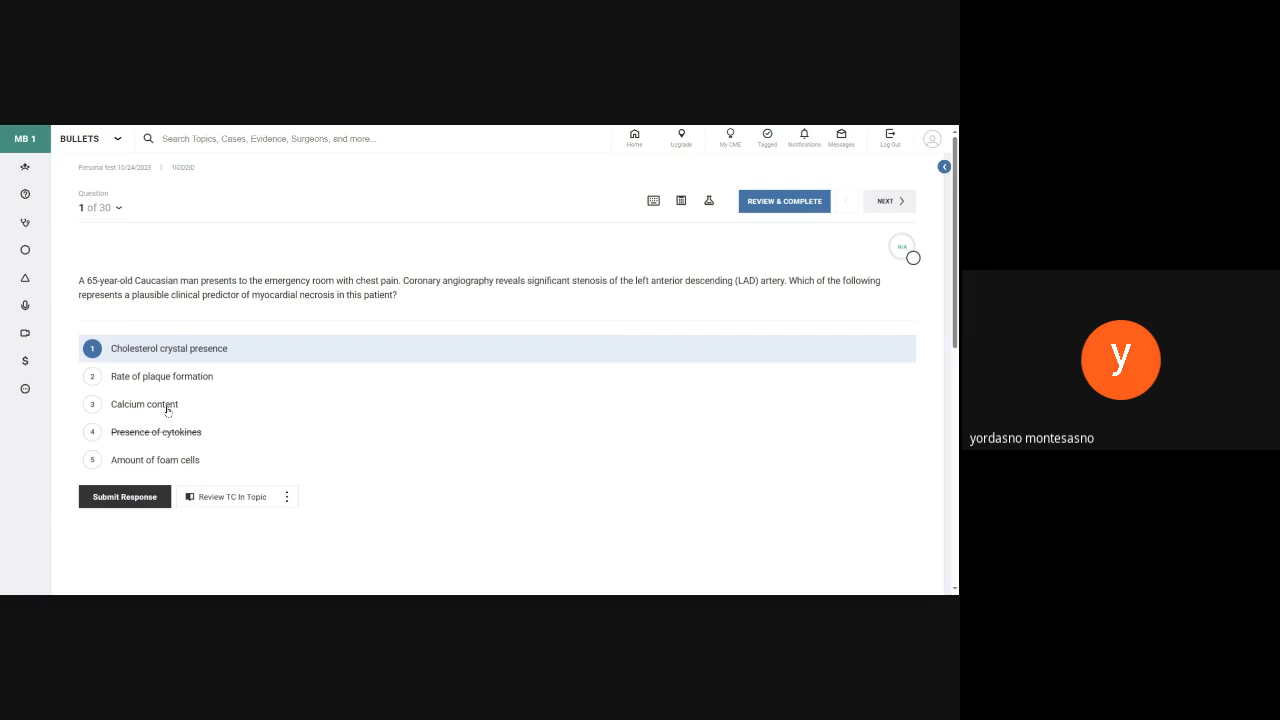 MB 1
BULLETS
Search Topics, Cases, Evidence, Surgeons, and more...
Home
Upgrade
My CME
Tagged
Notifications
Messages
Log Out
Personal test 10/24/2023 | 1IOD2ID
Question
1 of 30
REVIEW & COMPLETE
NEXT
N/A
A 65-year-old Caucasian man presents to the emergency room with chest pain. Coronary angiography reveals significant stenosis of the left anterior descending (LAD) artery. Which of the following
represents a plausible clinical predictor of myocardial necrosis in this patient?
1 Cholesterol crystal presence
2 Rate of plaque formation
3 Calcium content
4 Presence of cytokines
5 Amount of foam cells
Submit Response
Review TC In Topic
y
yordasno montesasno